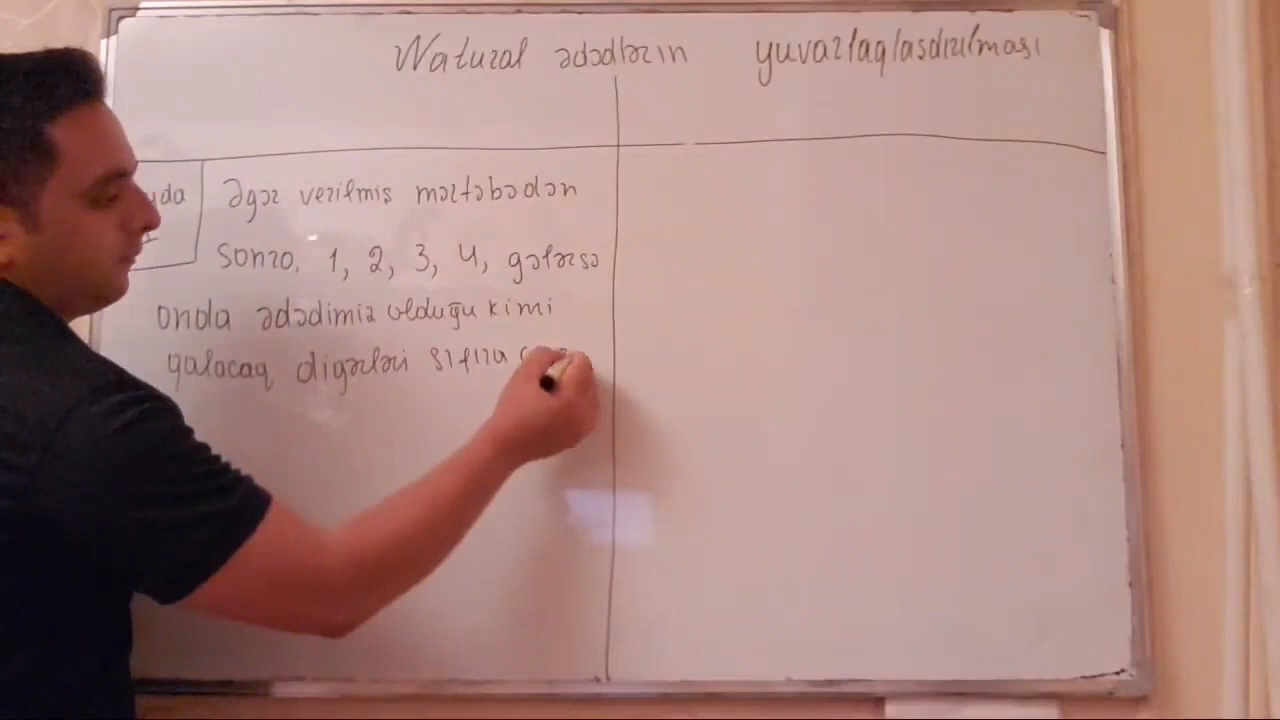 Natural ədədlərin yuvarlaqlaşdırılması
Əgər verilmiş mərtəbədən
sonra, 1, 2, 3, 4, gələrsə
onda ədədimiz olduğu kimi
qalacaq digərləri sıfıra